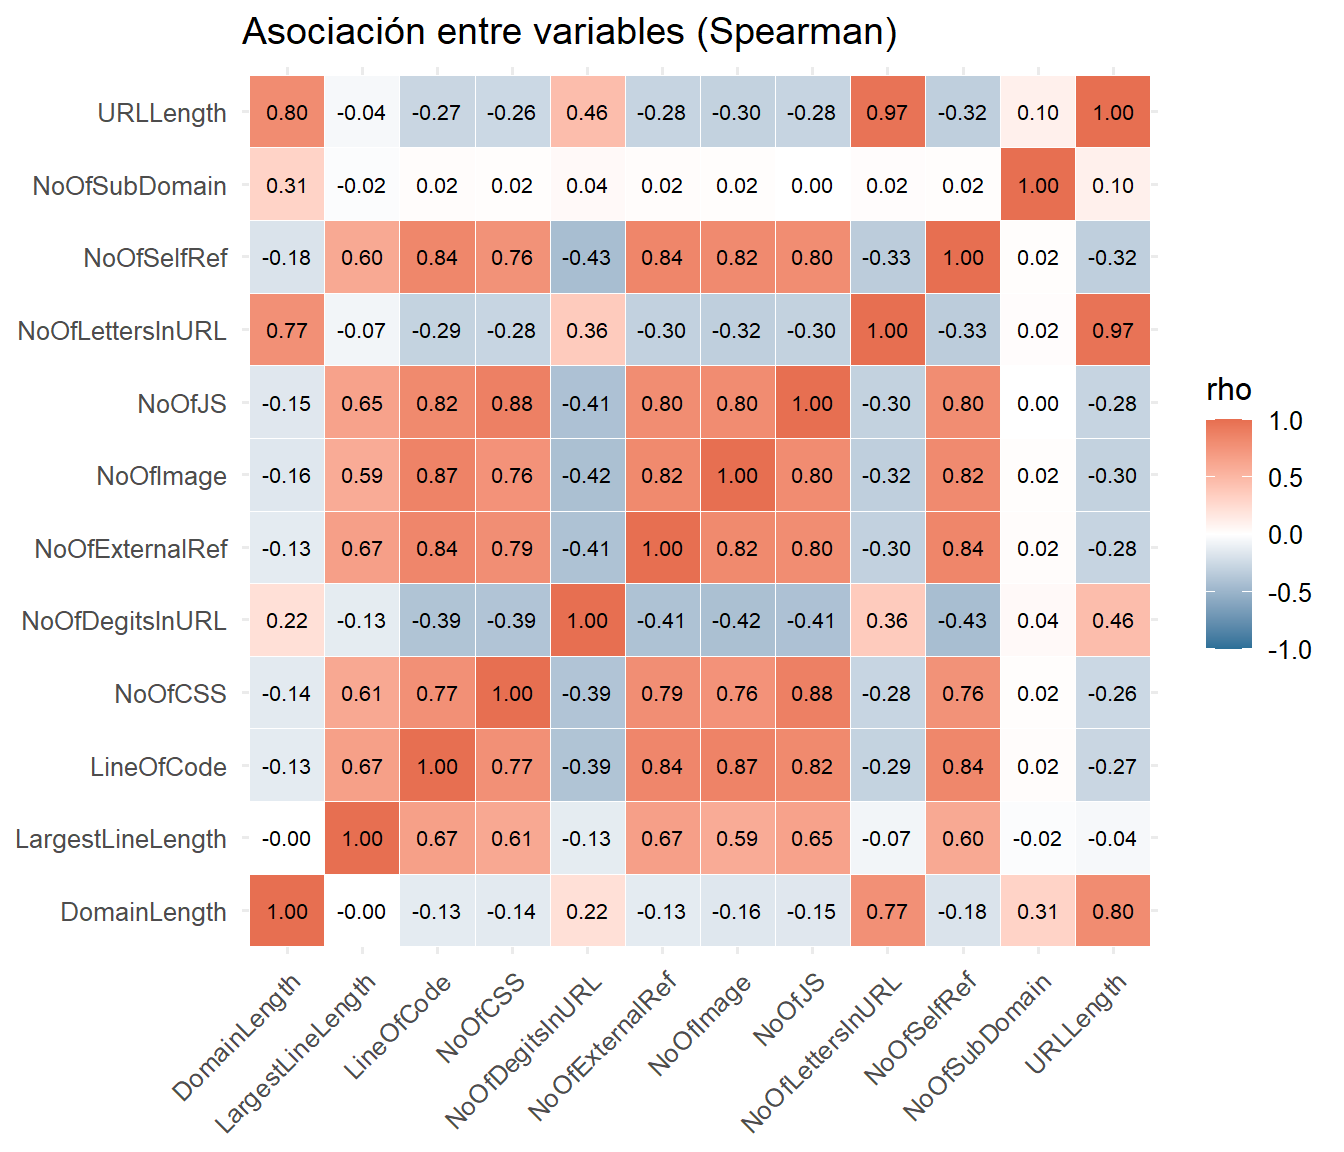 Asociación entre variables (Spearman)
URLLength 0.80 -0.04 -0.27 -0.26 0.46 -0.28 -0.30 -0.28 0.97 -0.32 0.10 1.00
NoOfSubDomain 0.31 -0.02 0.02 0.02 0.04 0.02 0.02 0.00 0.02 0.02 1.00 0.10
NoOfSelfRef -0.18 0.60 0.84 0.76 -0.43 0.84 0.82 0.80 -0.33 1.00 0.02 -0.32
NoOfLettersInURL 0.77 -0.07 -0.29 -0.28 0.36 -0.30 -0.32 -0.30 1.00 -0.33 0.02 0.97
NoOfJS -0.15 0.65 0.82 0.88 -0.41 0.80 0.80 1.00 -0.30 0.80 0.00 -0.28
NoOfImage -0.16 0.59 0.87 0.76 -0.42 0.82 1.00 0.80 -0.32 0.82 0.02 -0.30
NoOfExternalRef -0.13 0.67 0.84 0.79 -0.41 1.00 0.82 0.80 -0.30 0.84 0.02 -0.28
NoOfDegitsInURL 0.22 -0.13 -0.39 -0.39 1.00 -0.41 -0.42 -0.41 0.36 -0.43 0.04 0.46
NoOfCSS -0.14 0.61 0.77 1.00 -0.39 0.79 0.76 0.88 -0.28 0.76 0.02 -0.26
LineOfCode -0.13 0.67 1.00 0.77 -0.39 0.84 0.87 0.82 -0.29 0.84 0.02 -0.27
LargestLineLength -0.00 1.00 0.67 0.61 -0.13 0.67 0.59 0.65 -0.07 0.60 -0.02 -0.04
DomainLength 1.00 -0.00 -0.13 -0.14 0.22 -0.13 -0.16 -0.15 0.77 -0.18 0.31 0.80
DomainLength
LargestLineLength
LineOfCode
NoOfCSS
NoOfDegitsInURL
NoOfExternalRef
NoOfImage
NoOfJS
NoOfLettersInURL
NoOfSelfRef
NoOfSubDomain
URLLength
rho
1.0
0.5
0.0
-0.5
-1.0